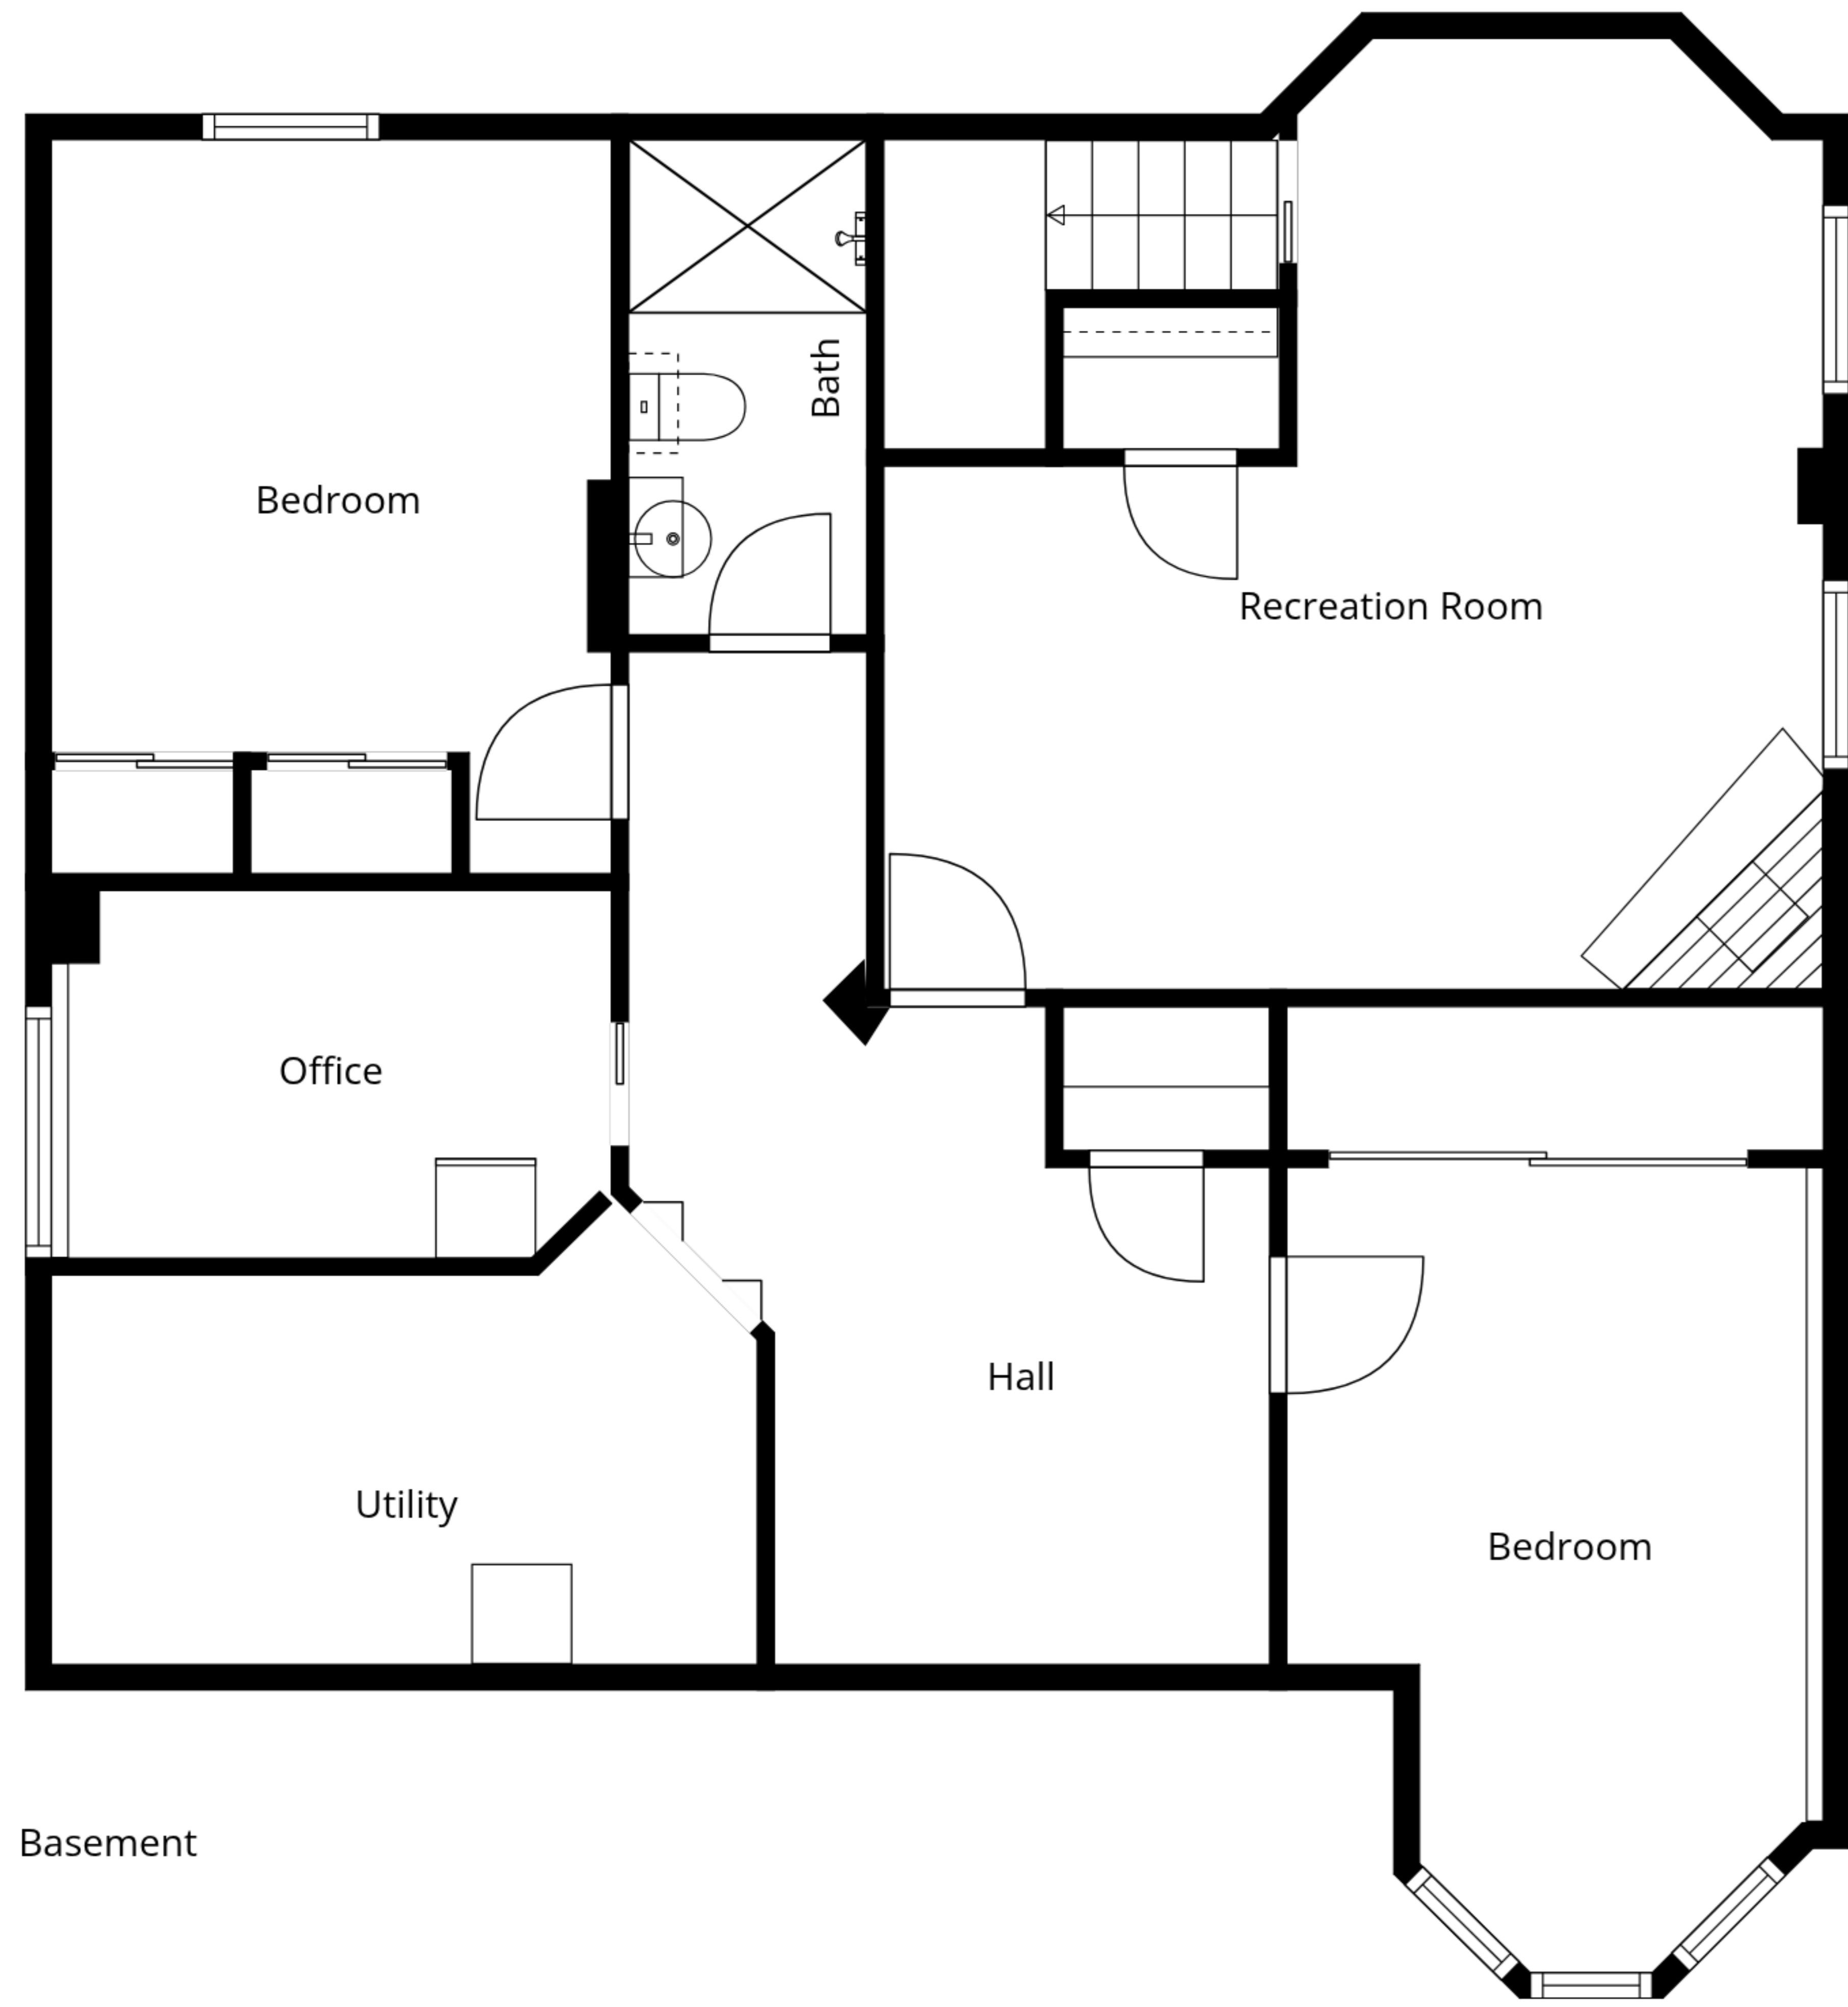 Bath
Bedroom
Recreation Room
Office
Hall
Utility
Bedroom
Basement